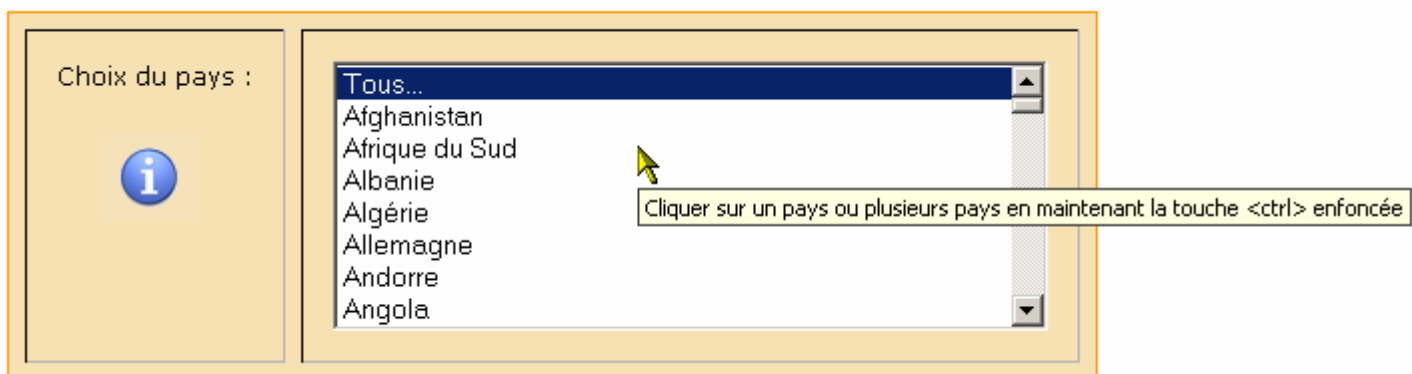 Choix du pays :
Tous...
Afghanistan
Afrique du Sud
Albanie
Algérie
Cliquer sur un pays ou plusieurs pays en maintenant la touche <ctrl> enfoncée
Allemagne
Andorre
Angola